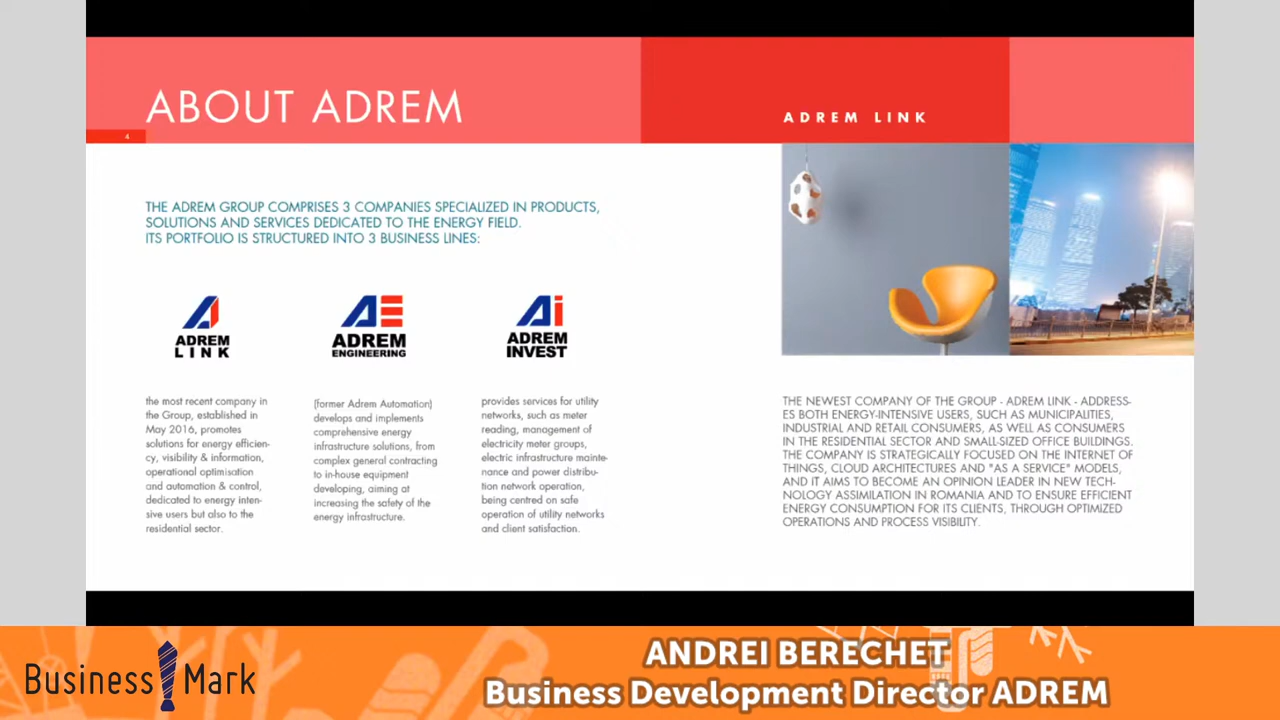 ABOUT ADREM
4
THE ADREM GROUP COMPRISES 3 COMPANIES SPECIALIZED IN PRODUCTS,
SOLUTIONS AND SERVICES DEDICATED TO THE ENERGY FIELD.
ITS PORTFOLIO IS STRUCTURED INTO 3 BUSINESS LINES:
ADREM
LINK
the most recent company in
the Group, established in
May 2016, promotes
solutions for energy efficien-
cy, visibility & information,
operational optimisation
and automation & control,
dedicated to energy inten-
sive users but also to the
residential sector.
ADREM
ENGINEERING
(former Adrem Automation)
develops and implements
comprehensive energy
infrastructure solutions, from
complex general contracting
to in-house equipment
developing, aiming at
increasing the safety of the
energy infrastructure.
ADREM
INVEST
provides services for utility
networks, such as meter
reading, management of
electricity meter groups,
electric infrastructure mainte-
nance and power distribu-
tion network operation,
being centred on safe
operation of utility networks
and client satisfaction.
ADREM LINK
THE NEWEST COMPANY OF THE GROUP - ADREM LINK - ADDRESS-
ES BOTH ENERGY-INTENSIVE USERS, SUCH AS MUNICIPALITIES,
INDUSTRIAL AND RETAIL CONSUMERS, AS WELL AS CONSUMERS
IN THE RESIDENTIAL SECTOR AND SMALL-SIZED OFFICE BUILDINGS.
THE COMPANY IS STRATEGICALLY FOCUSED ON THE INTERNET OF
THINGS, CLOUD ARCHITECTURES AND "AS A SERVICE" MODELS,
AND IT AIMS TO BECOME AN OPINION LEADER IN NEW TECH-
NOLOGY ASSIMILATION IN ROMANIA AND TO ENSURE EFFICIENT
ENERGY CONSUMPTION FOR ITS CLIENTS, THROUGH OPTIMIZED
OPERATIONS AND PROCESS VISIBILITY.
Business Mark
ANDREI BERECHET
Business Development Director ADREM